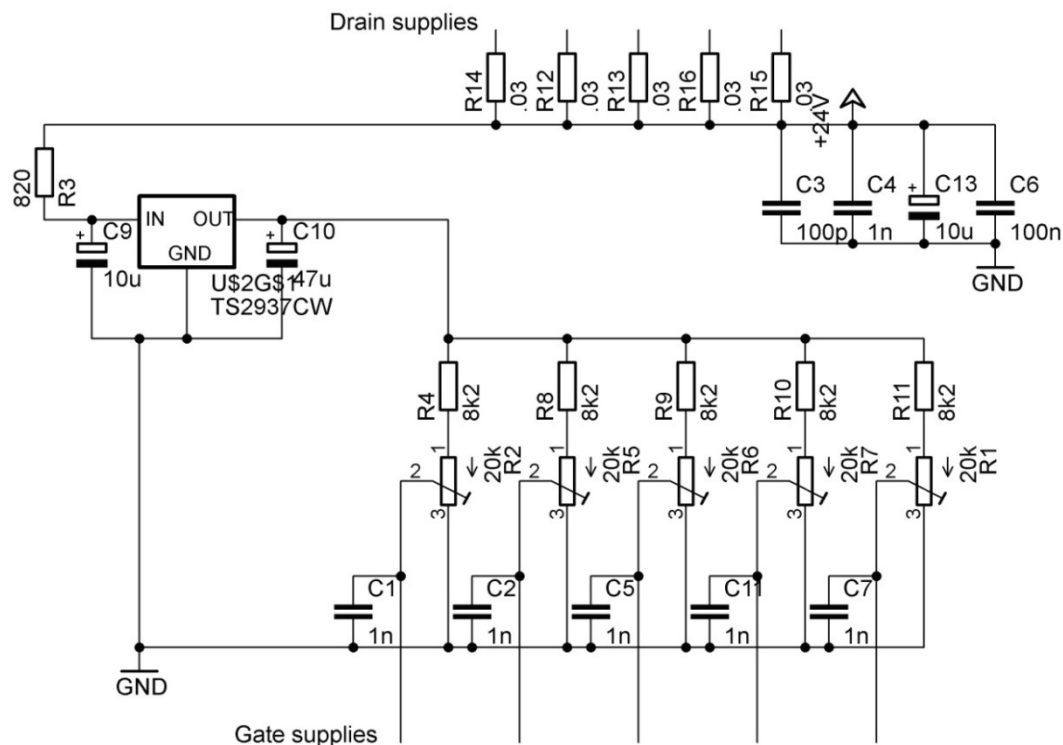 Drain supplies
R14
.03
R12
.03
R13
.03
R16
.03
R15
.03
+24V
820
R3
C9
10u
IN
OUT
GND
C10
47u
U$2G$1
TS2937CW
C3
100p
C4
1n
C13
10u
C6
100n
GND
R4
8k2
R8
8k2
R9
8k2
R10
8k2
R11
8k2
1
2
3
20k
R2
1
2
3
20k
R5
1
2
3
20k
R6
1
2
3
20k
R7
1
2
3
20k
R1
C1
1n
C2
1n
C5
1n
C11
1n
C7
1n
GND
Gate supplies
+
+
+